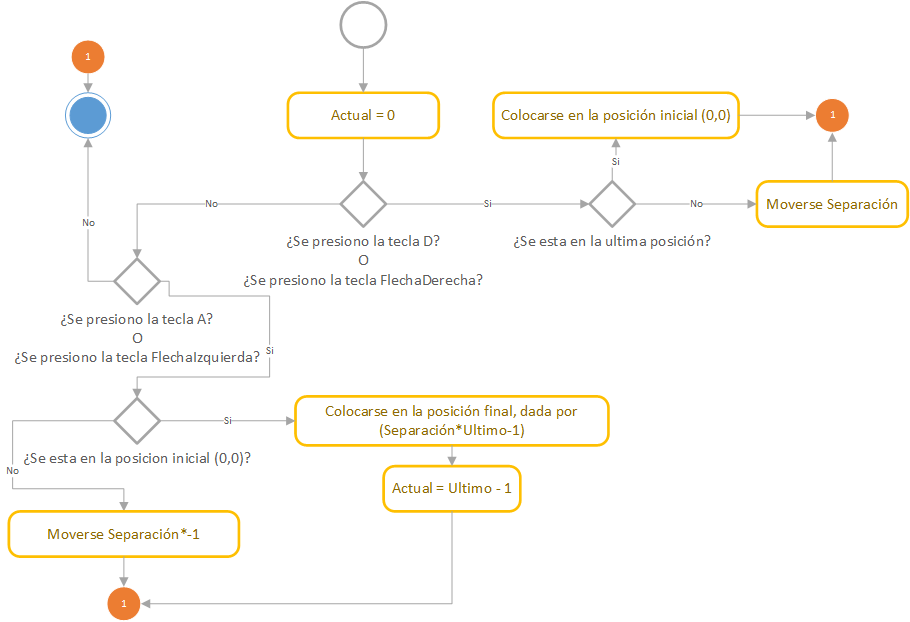 1
Actual = 0
Colocarse en la posición inicial (0,0)
1
Si
No
Si
No
Moverse Separación
No
¿Se presiono la tecla D?
O
¿Se presiono la tecla FlechaDerecha?
¿Se esta en la ultima posición?
¿Se presiono la tecla A?
O
¿Se presiono la tecla FlechaIzquierda?
Si
Colocarse en la posición final, dada por
(Separación*Ultimo-1)
Si
¿Se esta en la posicion inicial (0,0)?
No
Actual = Ultimo - 1
Moverse Separación*-1
1